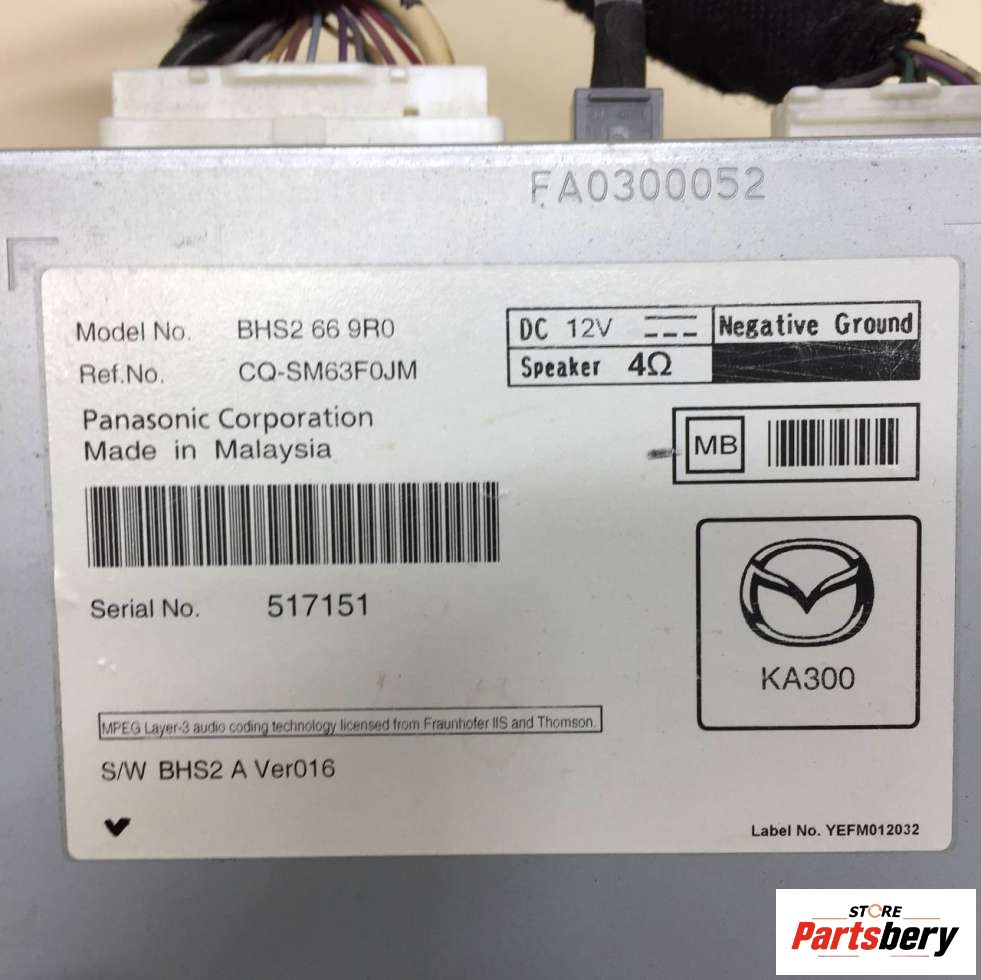 FA0300052
Model No. BHS2 66 9R0
Ref.No. CQ-SM63F0JM
DC 12V Negative Ground
Speaker 4Ω
Panasonic Corporation
Made in Malaysia
MB
Serial No. 517151
KA300
MPEG Layer-3 audio coding technology licensed from Fraunhofer IIS and Thomson.
S/W BHS2 A Ver016
Label No. YEFM012032
STORE
Partsbery